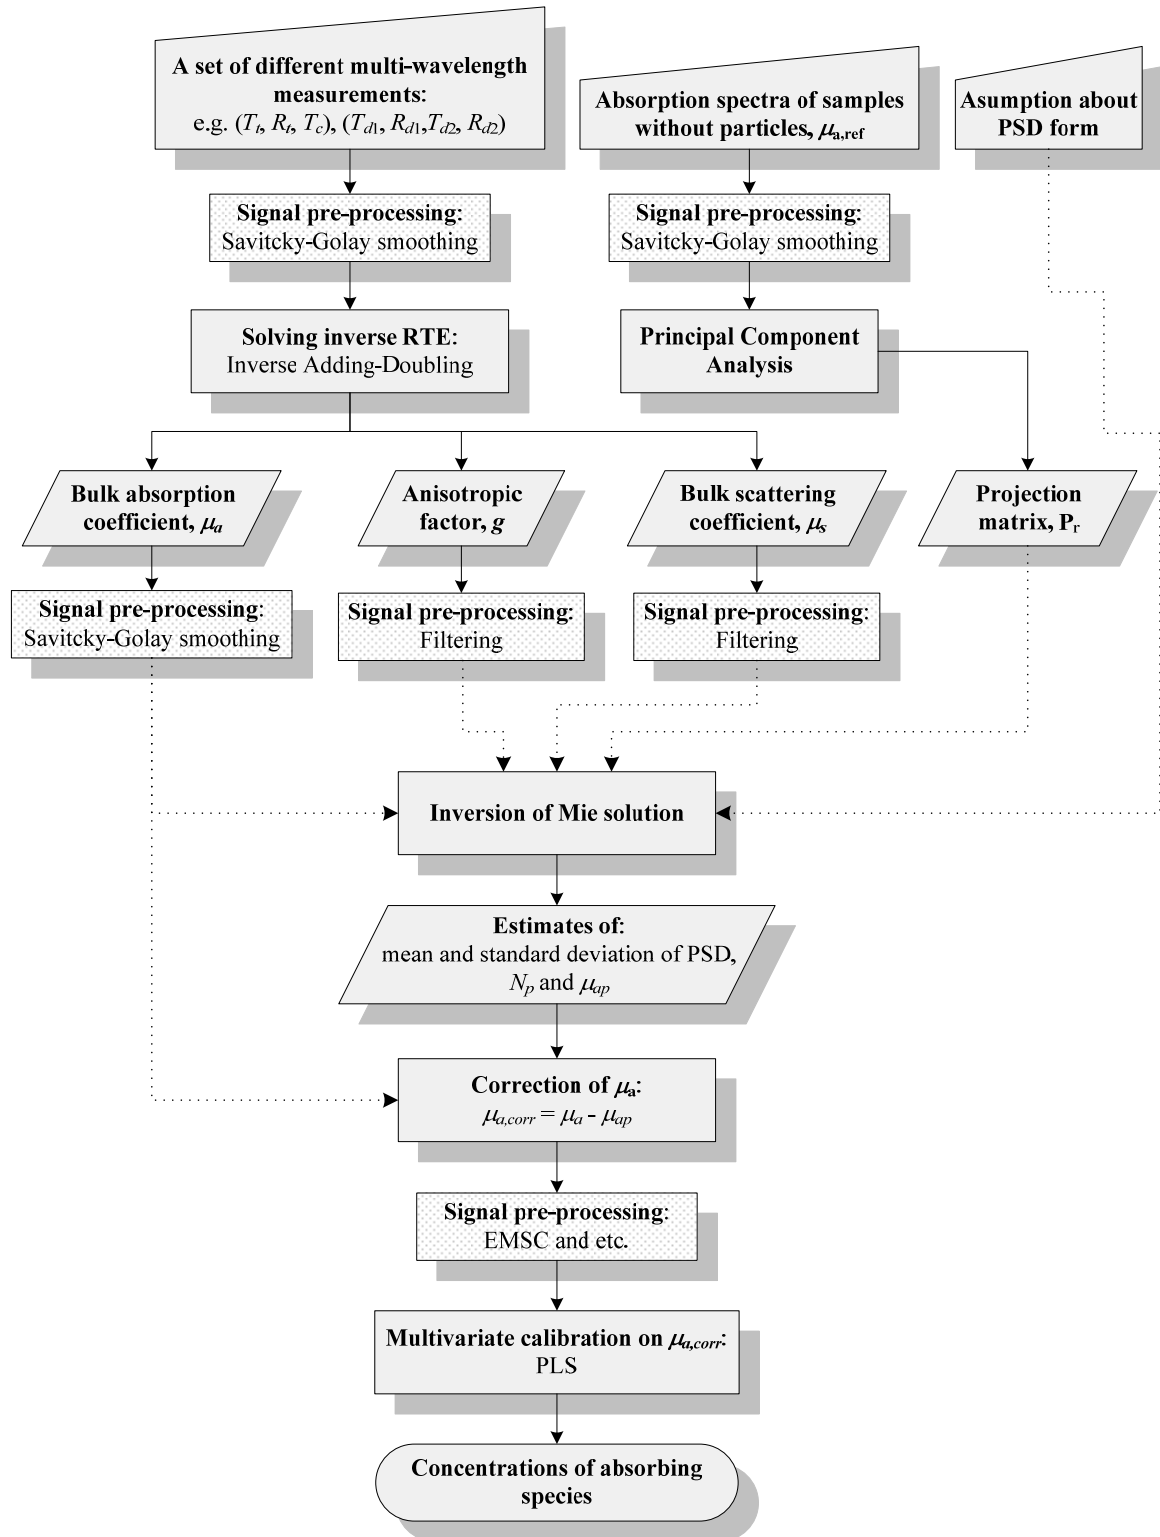 A set of different multi-wavelength
measurements:
e.g. (Tt, Rt, Tc), (Td1, Rd1,Td2, Rd2)
Absorption spectra of samples
without particles, μa,ref
Asumption about
PSD form
Signal pre-processing:
Savitcky-Golay smoothing
Signal pre-processing:
Savitcky-Golay smoothing
Solving inverse RTE:
Inverse Adding-Doubling
Principal Component
Analysis
Bulk absorption
coefficient, μa
Anisotropic
factor, g
Bulk scattering
coefficient, μs
Projection
matrix, Pr
Signal pre-processing:
Savitcky-Golay smoothing
Signal pre-processing:
Filtering
Signal pre-processing:
Filtering
Inversion of Mie solution
Estimates of:
mean and standard deviation of PSD,
Np and μap
Correction of μa:
μa,corr = μa - μap
Signal pre-processing:
EMSC and etc.
Multivariate calibration on μa,corr:
PLS
Concentrations of absorbing
species